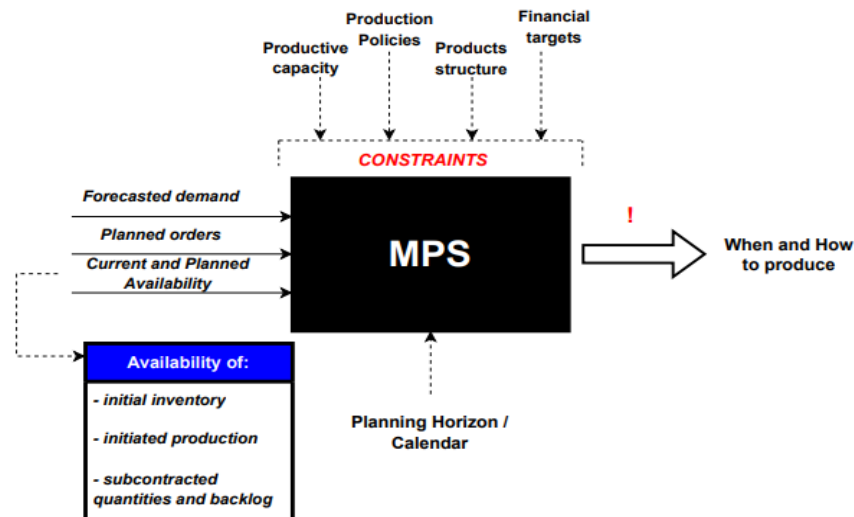 Productive
capacity
Production
Policies
Products
structure
Financial
targets
CONSTRAINTS
Forecasted demand
Planned orders
Current and Planned
Availability
MPS
!
When and How
to produce
Availability of:
- initial inventory
- initiated production
- subcontracted
quantities and backlog
Planning Horizon /
Calendar